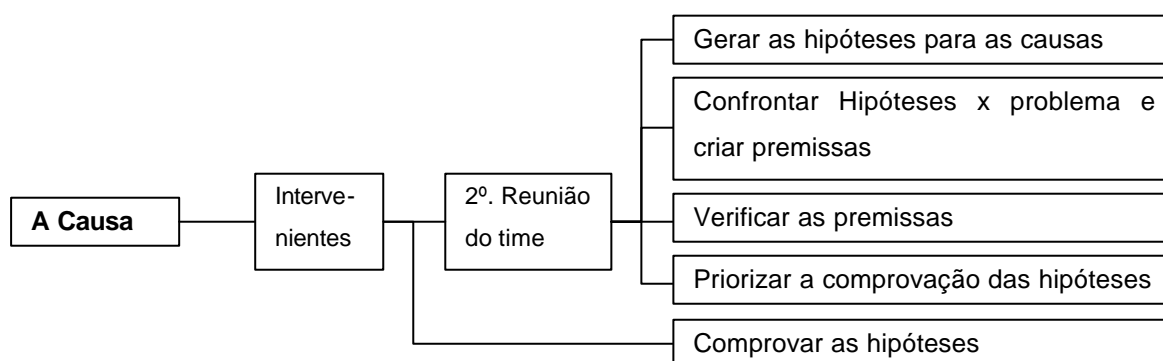 Gerar as hipóteses para as causas
Confrontar Hipóteses x problema e
criar premissas
A Causa
Interve-
nientes
2º. Reunião
do time
Verificar as premissas
Priorizar a comprovação das hipóteses
Comprovar as hipóteses